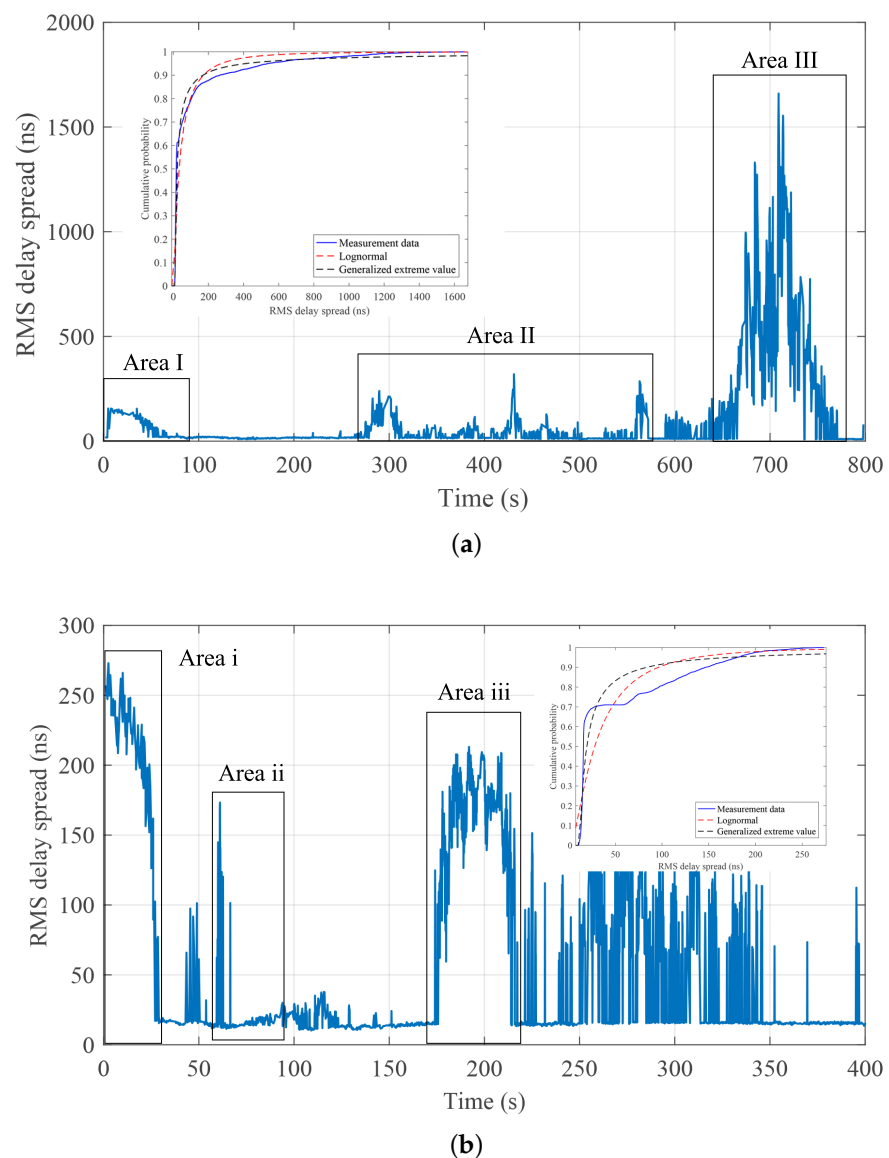 2000
1500
1000
500
0
RMS delay spread (ns)
0 100 200 300 400 500 600 700 800
Time (s)
Area I
Area II
Area III
1
0.9
0.8
0.7
0.6
0.5
0.4
0.3
0.2
0.1
0
Cumulative probability
Measurement data
Lognormal
Generalized extreme value
0 200 400 600 800 1000 1200 1400 1600
RMS delay spread (ns)
(a)
300
250
200
150
100
50
0
RMS delay spread (ns)
0 50 100 150 200 250 300 350 400
Time (s)
Area i
Area ii
Area iii
1
0.9
0.8
0.7
0.6
0.5
0.4
0.3
0.2
0.1
0
Cumulative probability
Measurement data
Lognormal
Generalized extreme value
50 100 150 200 250
RMS delay spread (ns)
(b)